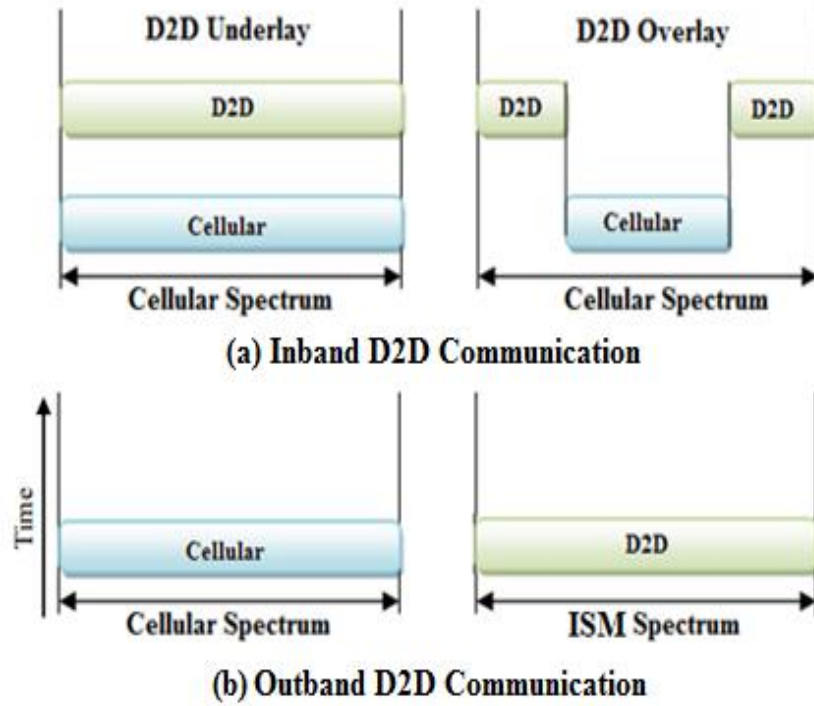 D2D Underlay
D2D Overlay
D2D
D2D
D2D
Cellular
Cellular
Cellular Spectrum
Cellular Spectrum
(a) Inband D2D Communication
Time
Cellular
D2D
Cellular Spectrum
ISM Spectrum
(b) Outband D2D Communication